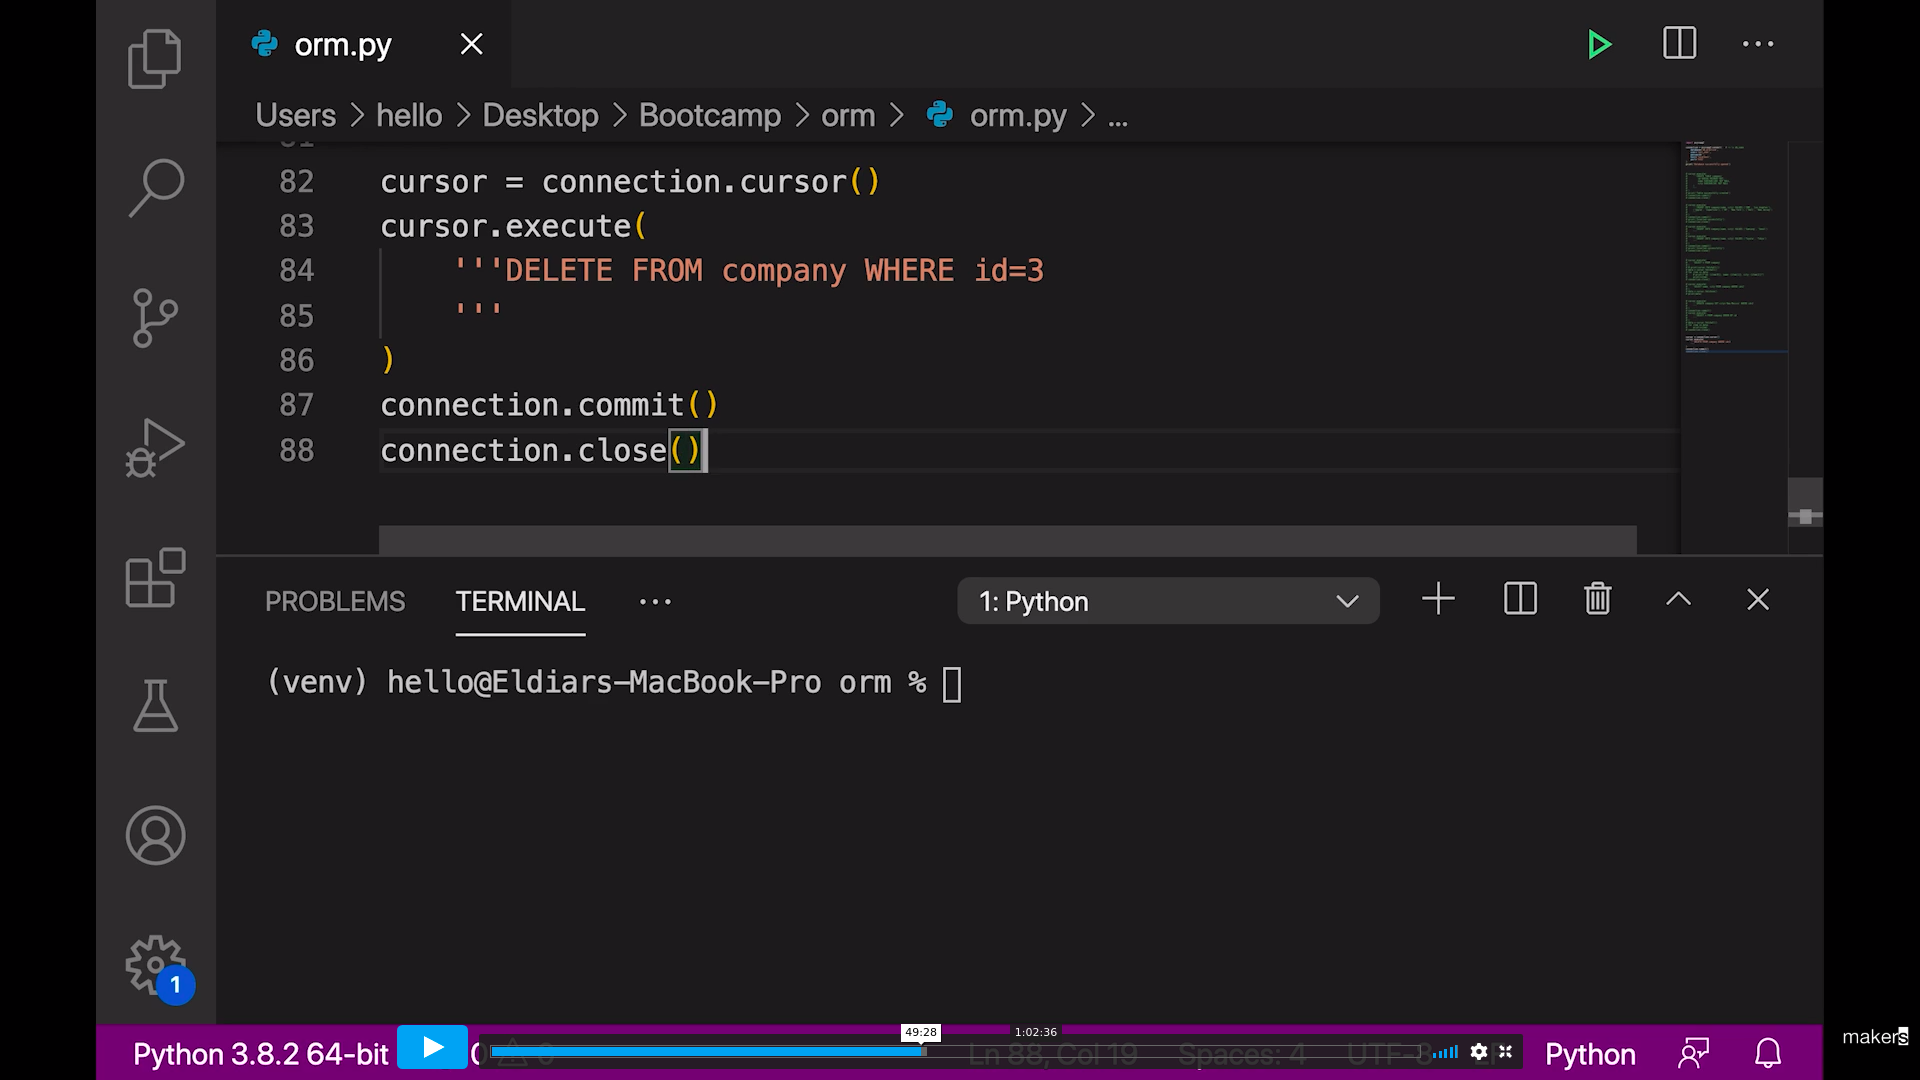 orm.py
Users > hello > Desktop > Bootcamp > orm > orm.py > ...
82 cursor = connection.cursor()
83 cursor.execute(
84 '''DELETE FROM company WHERE id=3
85 '''
86 )
87 connection.commit()
88 connection.close()
PROBLEMS TERMINAL ... 1: Python
(venv) hello@Eldiars-MacBook-Pro orm %
1
49:28 1:02:36
Python 3.8.2 64-bit 0 0 Ln 88, Col 19 Spaces: 4 UTF-8 LF Python
makers